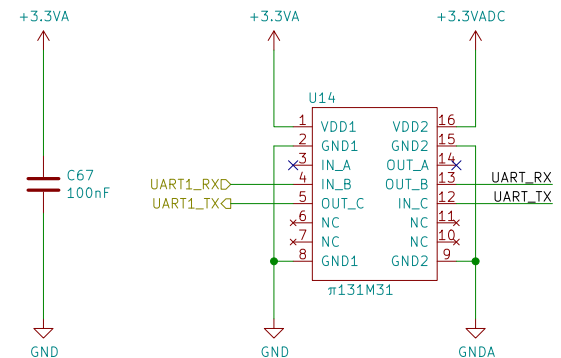 +3.3VA
+3.3VA
+3.3VADC
U14
1 VDD1 VDD2 16
2 GND1 GND2 15
3 IN_A OUT_A 14
UART1_RX 4 IN_B OUT_B 13 UART_RX
UART1_TX 5 OUT_C IN_C 12 UART_TX
6 NC NC 11
7 NC NC 10
8 GND1 GND2 9
π131M31
C67
100nF
GND
GND
GNDA